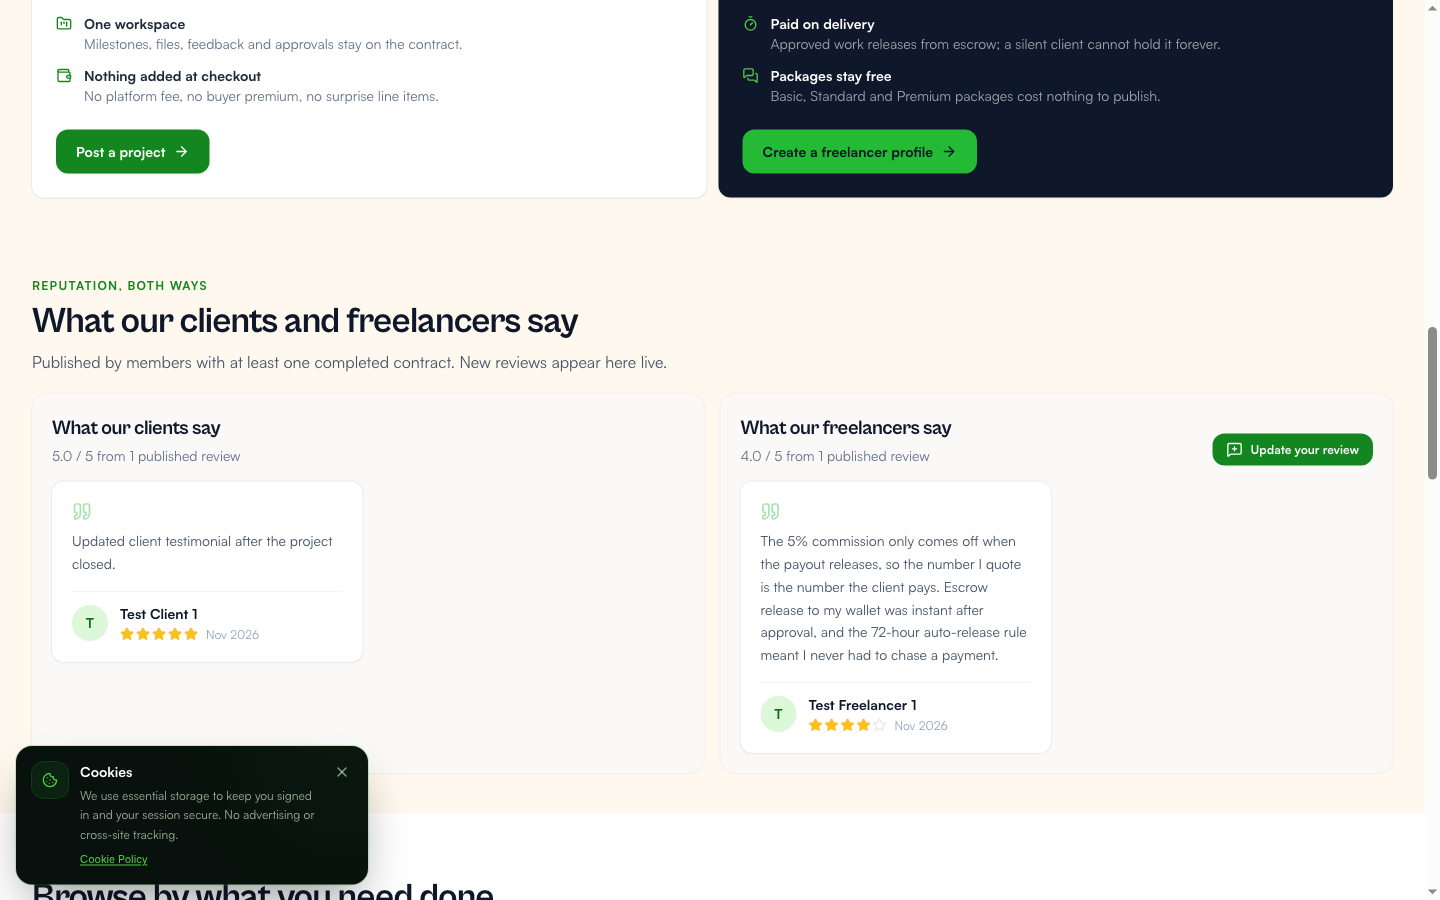 One workspace
Milestones, files, feedback and approvals stay on the contract.
Nothing added at checkout
No platform fee, no buyer premium, no surprise line items.
Post a project
Paid on delivery
Approved work releases from escrow; a silent client cannot hold it forever.
Packages stay free
Basic, Standard and Premium packages cost nothing to publish.
Create a freelancer profile
REPUTATION, BOTH WAYS
What our clients and freelancers say
Published by members with at least one completed contract. New reviews appear here live.
What our clients say
5.0 / 5 from 1 published review
Updated client testimonial after the project
closed.
T
Test Client 1
Nov 2026
What our freelancers say
4.0 / 5 from 1 published review
Update your review
The 5% commission only comes off when
the payout releases, so the number I quote
is the number the client pays. Escrow
release to my wallet was instant after
approval, and the 72-hour auto-release rule
meant I never had to chase a payment.
T
Test Freelancer 1
Nov 2026
Cookies
We use essential storage to keep you signed
in and your session secure. No advertising or
cross-site tracking.
Cookie Policy
Browse by what you need done